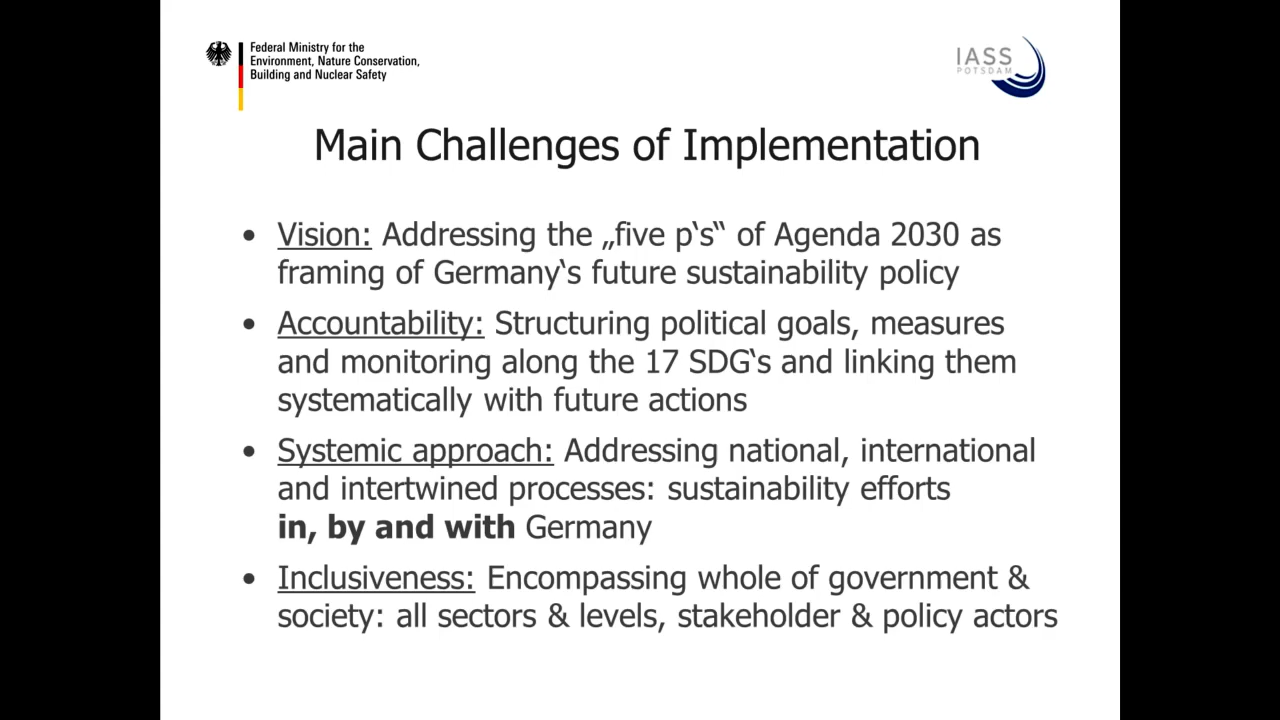 Federal Ministry for the
Environment, Nature Conservation,
Building and Nuclear Safety
IASS
POTSDAM
Main Challenges of Implementation
• Vision: Addressing the „five p‘s“ of Agenda 2030 as
framing of Germany‘s future sustainability policy
• Accountability: Structuring political goals, measures
and monitoring along the 17 SDG‘s and linking them
systematically with future actions
• Systemic approach: Addressing national, international
and intertwined processes: sustainability efforts
in, by and with Germany
• Inclusiveness: Encompassing whole of government &
society: all sectors & levels, stakeholder & policy actors